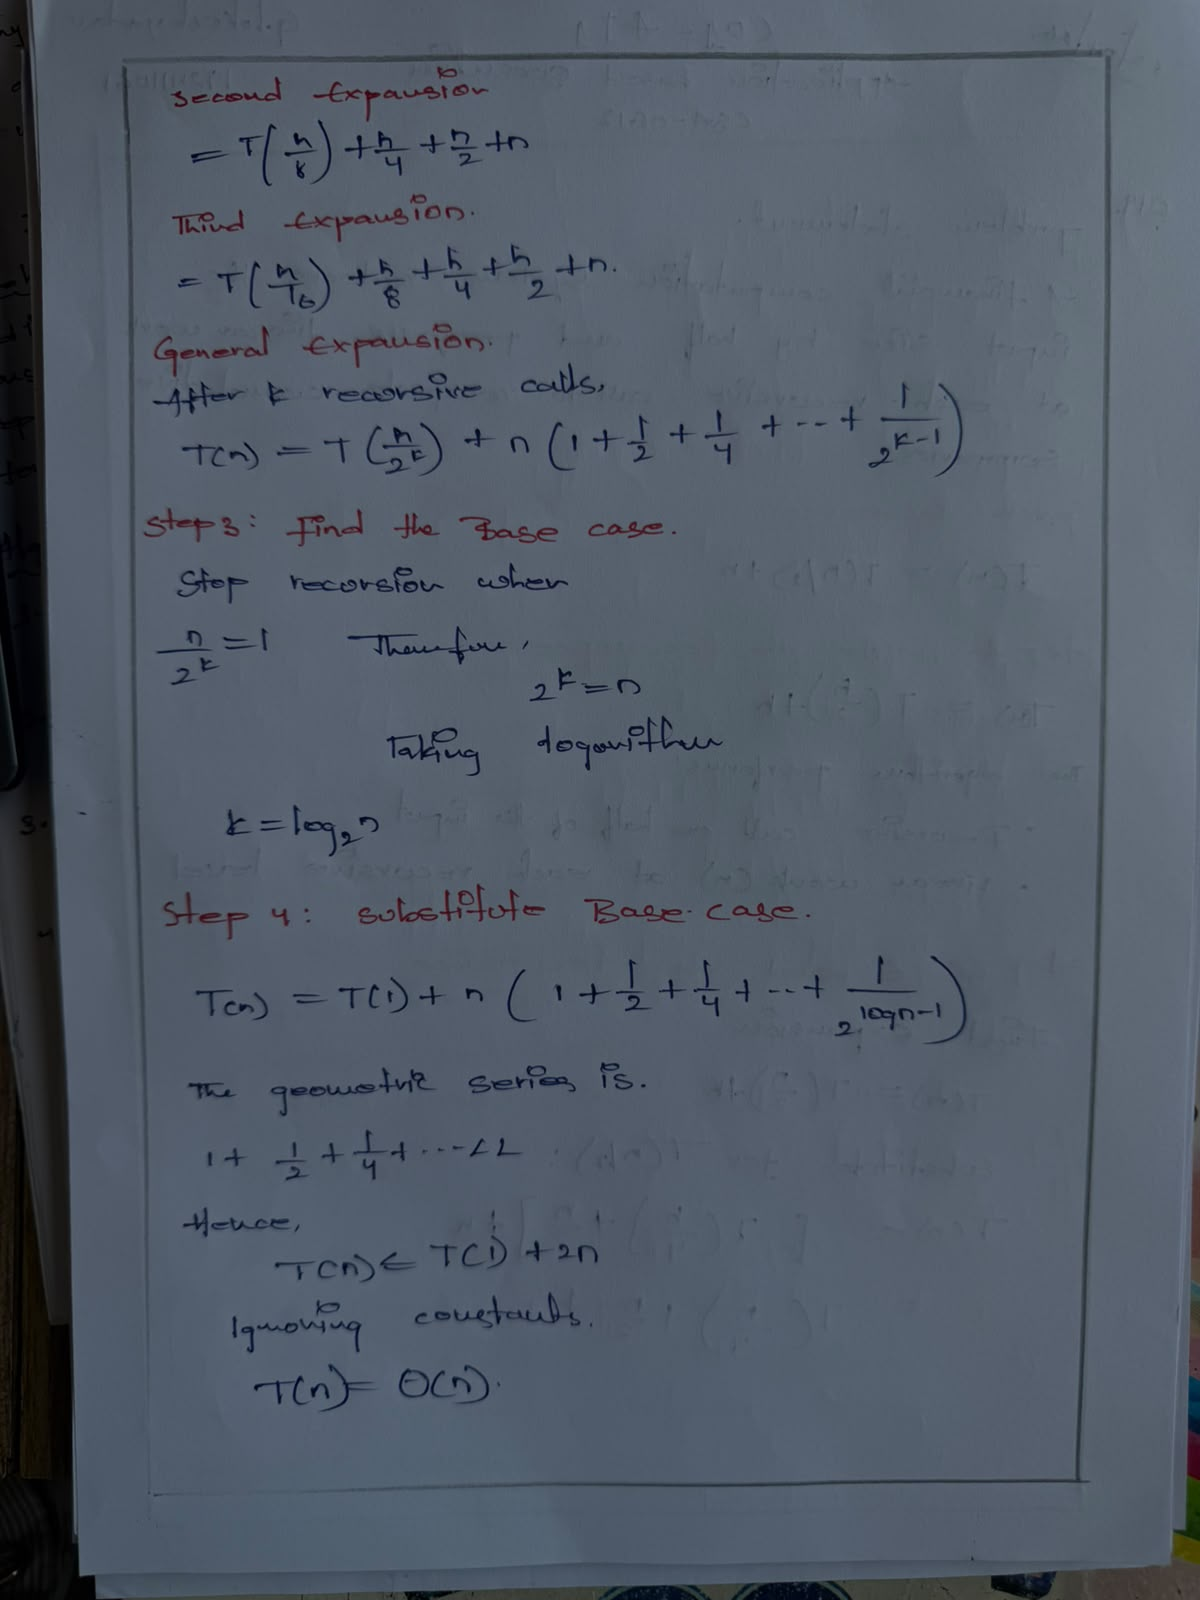 Second Expansion
= T(n/8) + n/4 + n/2 + n
Third Expansion.
= T(n/16) + n/8 + n/4 + n/2 + n.
General Expansion.
After k recorsive calls,
T(n) = T(n/2^k) + n(1 + 1/2 + 1/4 + ... + 1/2^(k-1))
Step 3: Find the Base case.
Stop recorsion when
n/2^k = 1 Therefore,
2^k = n
Taking logarithm
k = log₂n
Step 4: Substitute Base case.
T(n) = T(1) + n(1 + 1/2 + 1/4 + ... + 1/2^(logn-1))
The geometric series is.
1 + 1/2 + 1/4 + ... < 2
Hence,
T(n) ≤ T(1) + 2n
Ignoring constants.
T(n) = O(n).